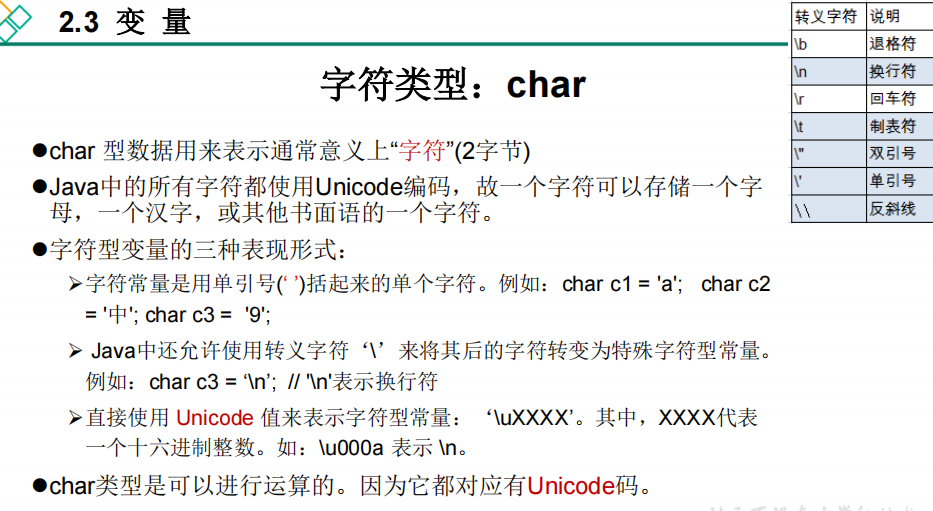 2.3 变 量
转义字符 说明
\b 退格符
\n 换行符
\r 回车符
\t 制表符
\" 双引号
\' 单引号
\\ 反斜线
字符类型：char
●char 型数据用来表示通常意义上“字符”(2字节)
●Java中的所有字符都使用Unicode编码，故一个字符可以存储一个字
母，一个汉字，或其他书面语的一个字符。
●字符型变量的三种表现形式：
➢字符常量是用单引号(‘ ’)括起来的单个字符。例如：char c1 = 'a'; char c2
= '中'; char c3 = '9';
➢ Java中还允许使用转义字符‘\’来将其后的字符转变为特殊字符型常量。
例如：char c3 = ‘\n’; // '\n'表示换行符
➢直接使用 Unicode 值来表示字符型常量：‘\uXXXX’。其中，XXXX代表
一个十六进制整数。如：\u000a 表示 \n。
●char类型是可以进行运算的。因为它都对应有Unicode码。